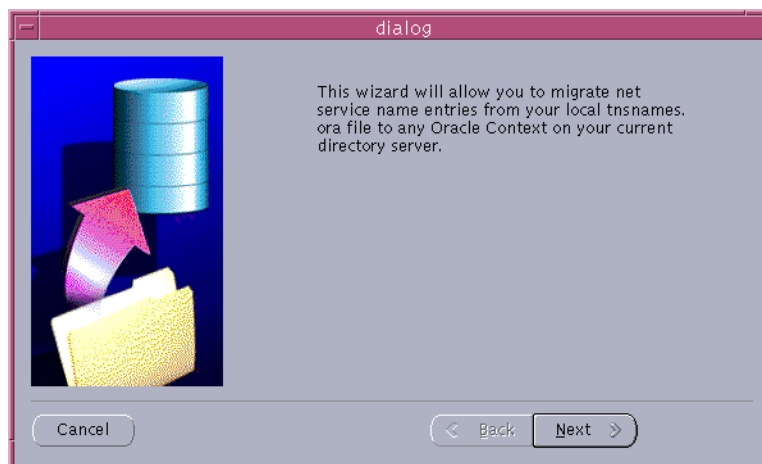 dialog
This wizard will allow you to migrate net
service name entries from your local tnsnames.
ora file to any Oracle Context on your current
directory server.
Cancel
Back
Next